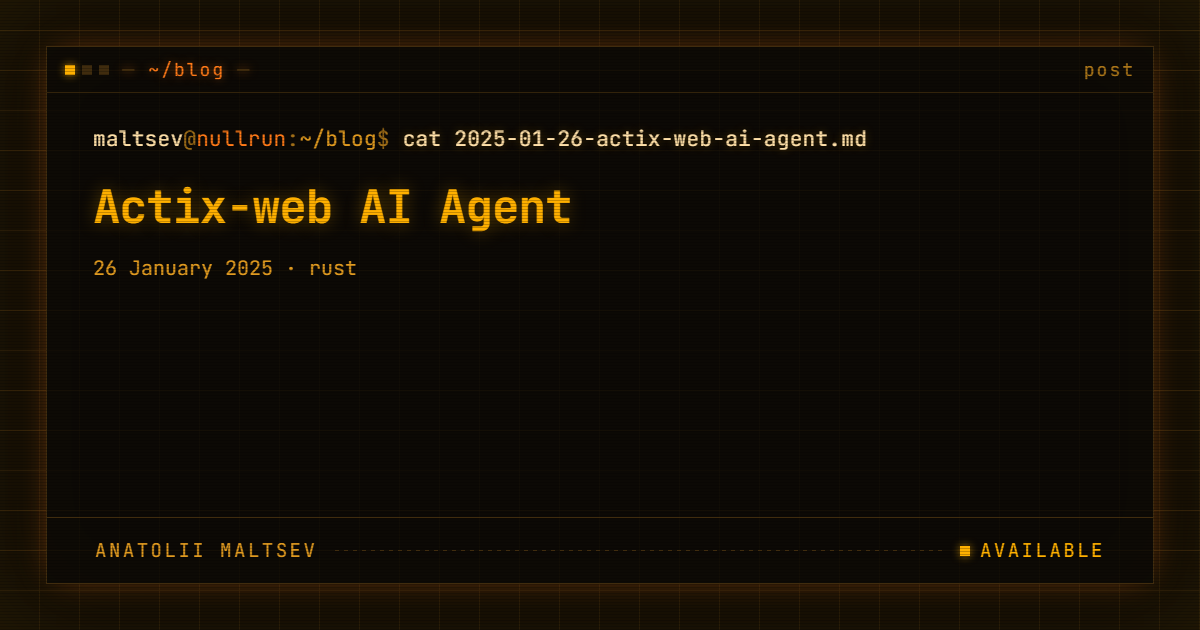 — ~/blog —
post
maltsev@nullrun:~/blog$ cat 2025-01-26-actix-web-ai-agent.md
Actix-web AI Agent
26 January 2025 · rust
ANATOLII MALTSEV
AVAILABLE